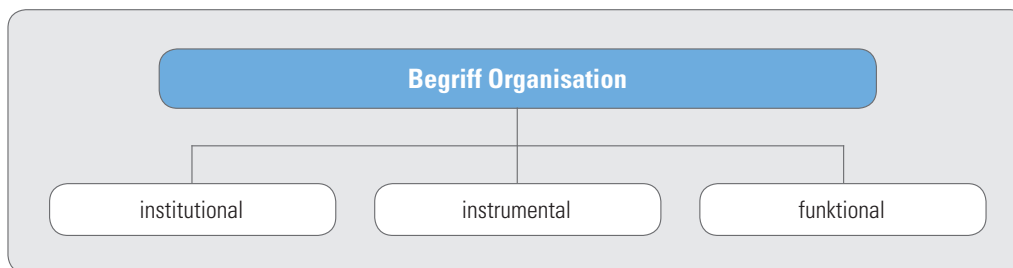 Begriff Organisation
institutional
instrumental
funktional